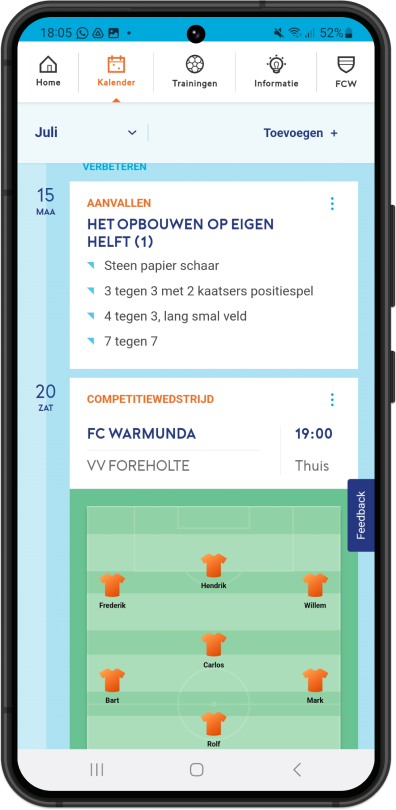 18:05 52%
Home Kalender Trainingen Informatie FCW
Juli Toevoegen +
VERBETEREN
15
MAA
AANVALLEN
HET OPBOUWEN OP EIGEN
HELFT (1)
Steen papier schaar
3 tegen 3 met 2 kaatsers positiespel
4 tegen 3, lang smal veld
7 tegen 7
20
ZAT
COMPETITIEWEDSTRIJD
FC WARMUNDA 19:00
VV FOREHOLTE Thuis
Feedback
Hendrik
Frederik Willem
Carlos
Bart Mark
Rolf